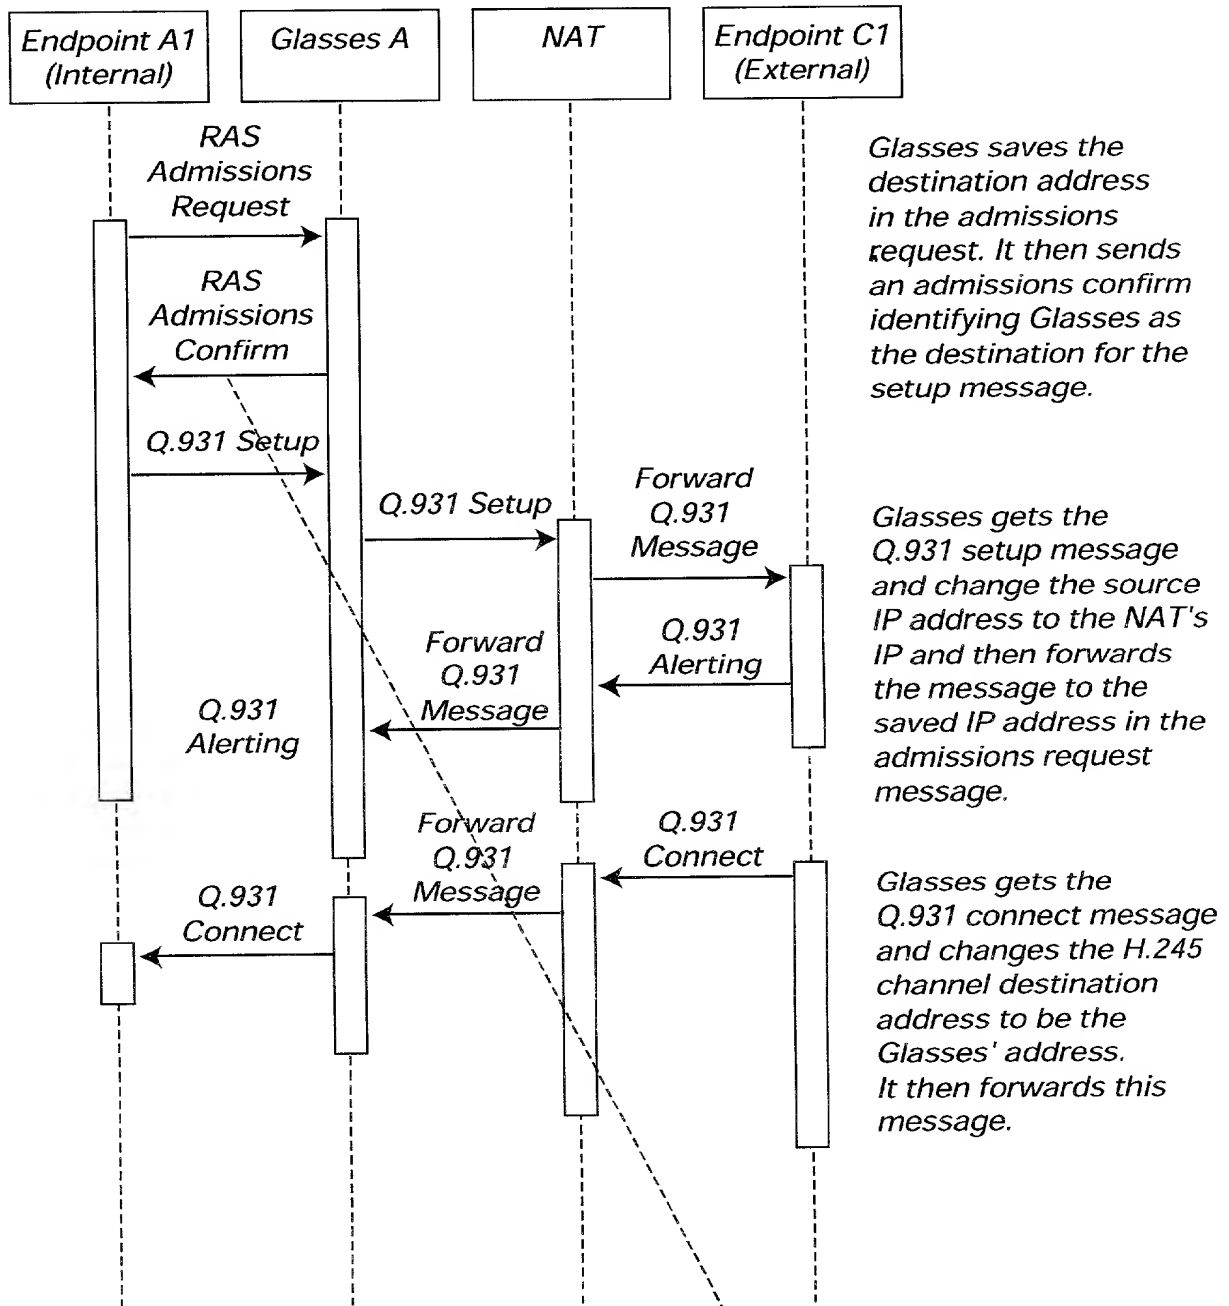 Endpoint A1
(Internal)
Glasses A
NAT
Endpoint C1
(External)
RAS
Admissions
Request
Glasses saves the
destination address
in the admissions
request. It then sends
an admissions confirm
identifying Glasses as
the destination for the
setup message.
RAS
Admissions
Confirm
Q.931 Setup
Q.931 Setup
Forward
Q.931
Message
Glasses gets the
Q.931 setup message
and change the source
IP address to the NAT's
IP and then forwards
the message to the
saved IP address in the
admissions request
message.
Q.931
Alerting
Forward
Q.931
Message
Q.931
Alerting
Q.931
Connect
Forward
Q.931
Message
Q.931
Connect
Glasses gets the
Q.931 connect message
and changes the H.245
channel destination
address to be the
Glasses' address.
It then forwards this
message.